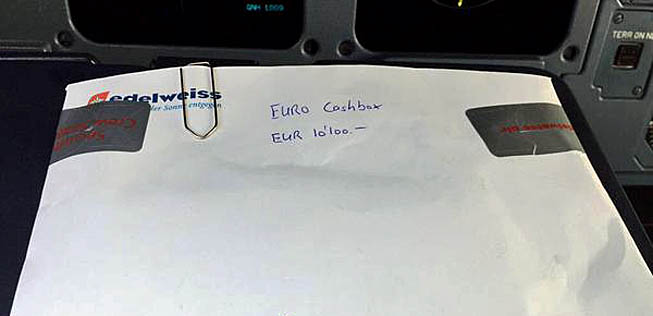 QNH 1009
TERR ON N
edelweiss
der Sonne entgegen
EURO Cashbox
EUR 10'100.—